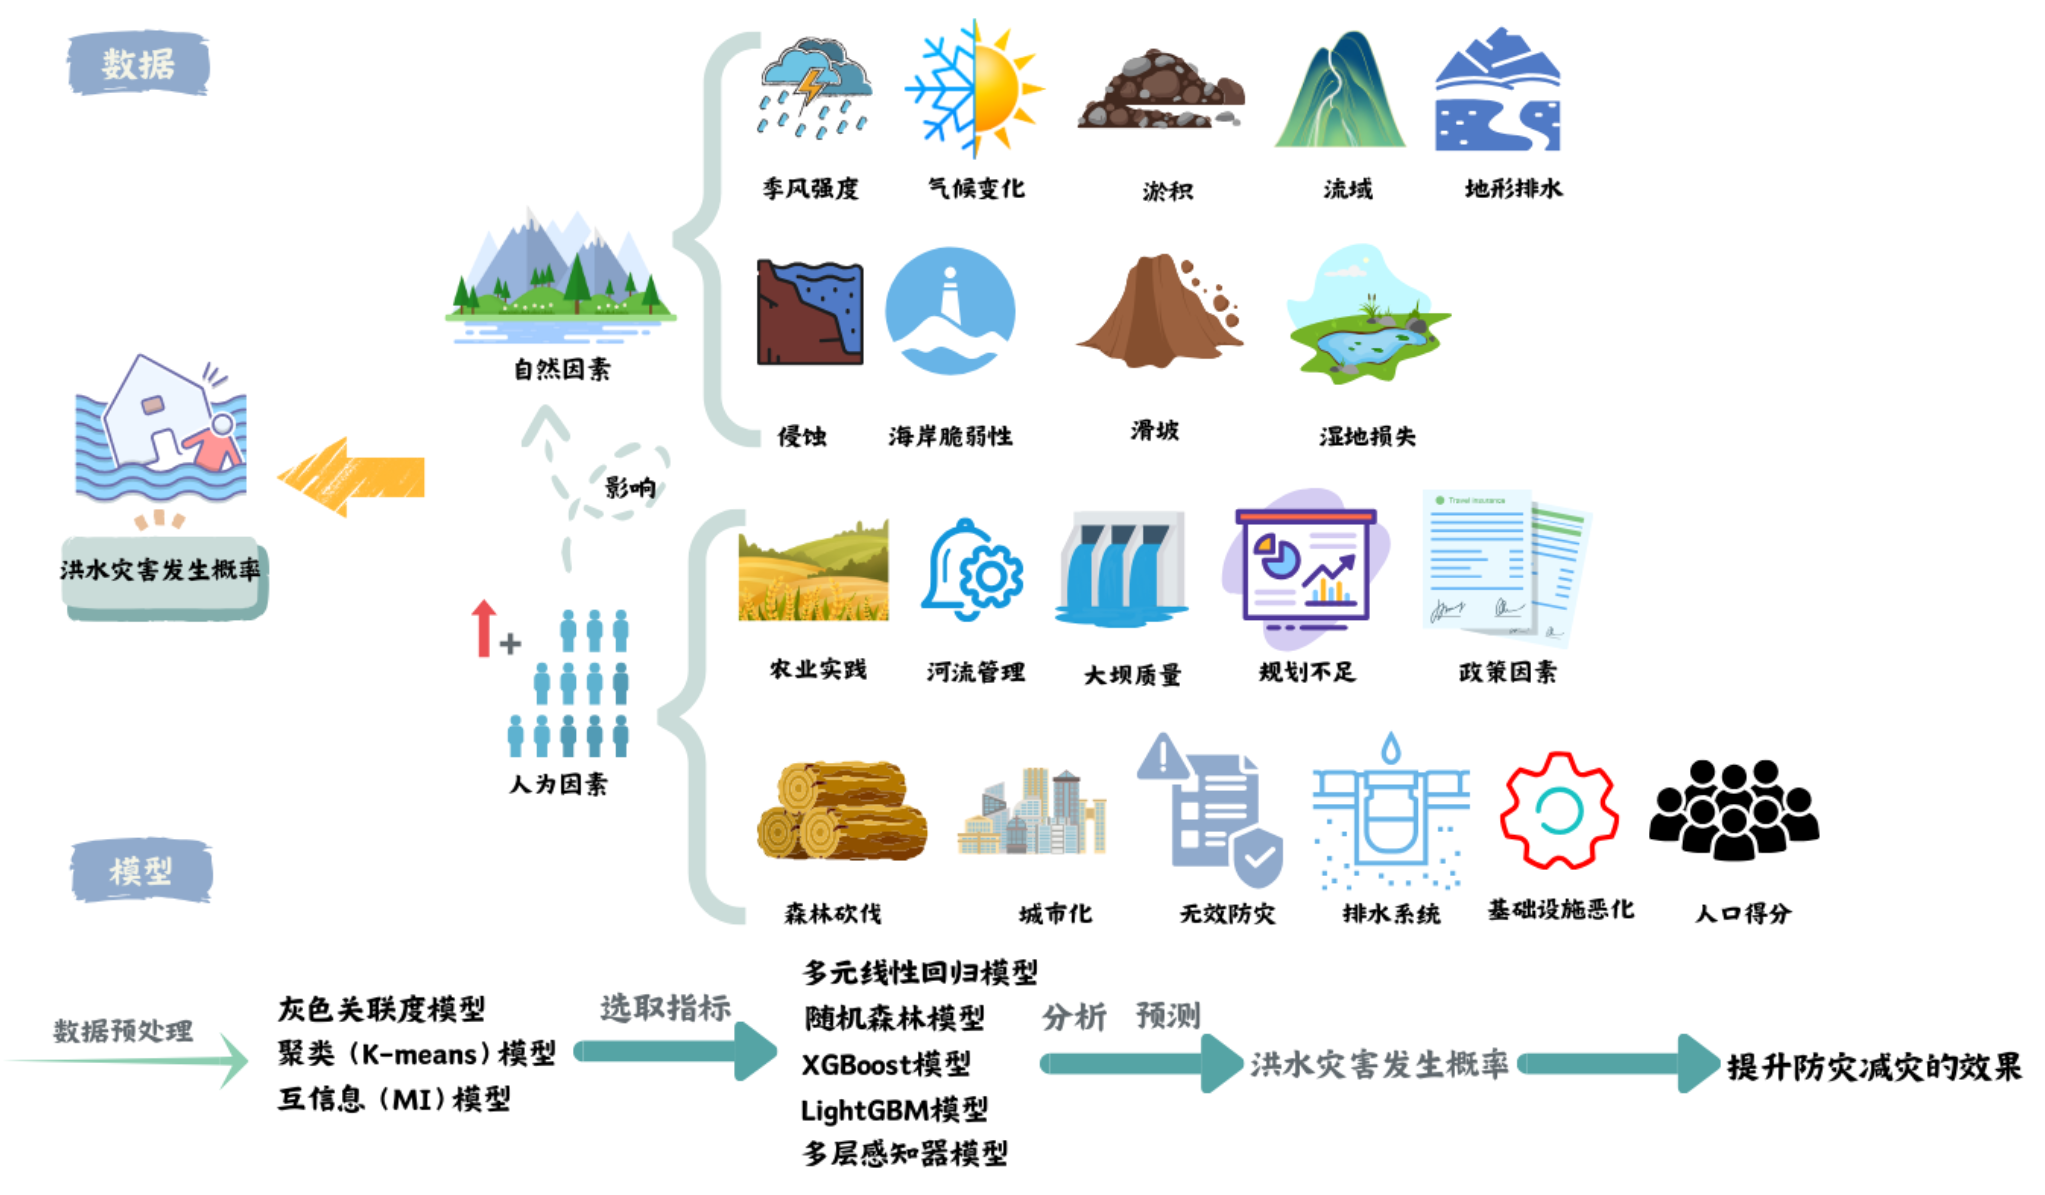 数据
季风强度
气候变化
淤积
流域
地形排水
自然因素
侵蚀
海岸脆弱性
滑坡
湿地损失
影响
洪水灾害发生概率
Travel insurance
农业实践
河流管理
大坝质量
规划不足
政策因素
+
人为因素
森林砍伐
城市化
无效防灾
排水系统
基础设施恶化
人口得分
模型
数据预处理
灰色关联度模型
聚类（K-means）模型
互信息（MI）模型
选取指标
多元线性回归模型
随机森林模型
XGBoost模型
LightGBM模型
多层感知器模型
分析 预测
洪水灾害发生概率
提升防灾减灾的效果